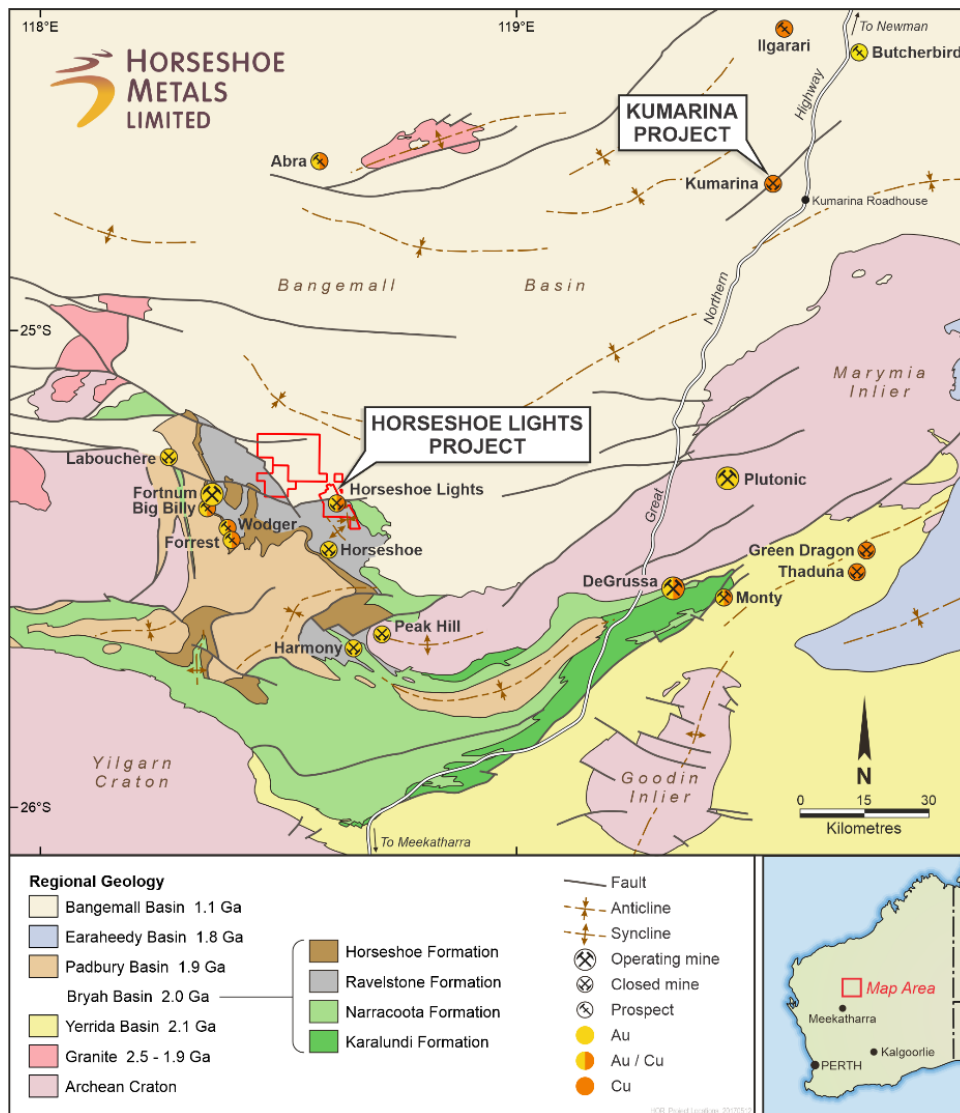 118°E
119°E
To Newman
Ilgarari
Butcherbird
HORSESHOE
METALS
LIMITED
Highway
KUMARINA
PROJECT
Abra
Kumarina
Kumarina Roadhouse
Bangemall Basin
Northern
25°S
Marymia
Inlier
HORSESHOE LIGHTS
PROJECT
Labouchere
Plutonic
Horseshoe Lights
Fortnum
Big Billy
Great
Wodger
Forrest
Horseshoe
Green Dragon
Thaduna
DeGrussa
Monty
Peak Hill
Harmony
Yilgarn
Craton
Goodin
Inlier
N
26°S
0 15 30
Kilometres
To Meekatharra
Regional Geology
Bangemall Basin 1.1 Ga
Earaheedy Basin 1.8 Ga
Padbury Basin 1.9 Ga
Bryah Basin 2.0 Ga
Yerrida Basin 2.1 Ga
Granite 2.5 - 1.9 Ga
Archean Craton
Horseshoe Formation
Ravelstone Formation
Narracoota Formation
Karalundi Formation
Fault
Anticline
Syncline
Operating mine
Closed mine
Prospect
Au
Au / Cu
Cu
Map Area
Meekatharra
Kalgoorlie
PERTH